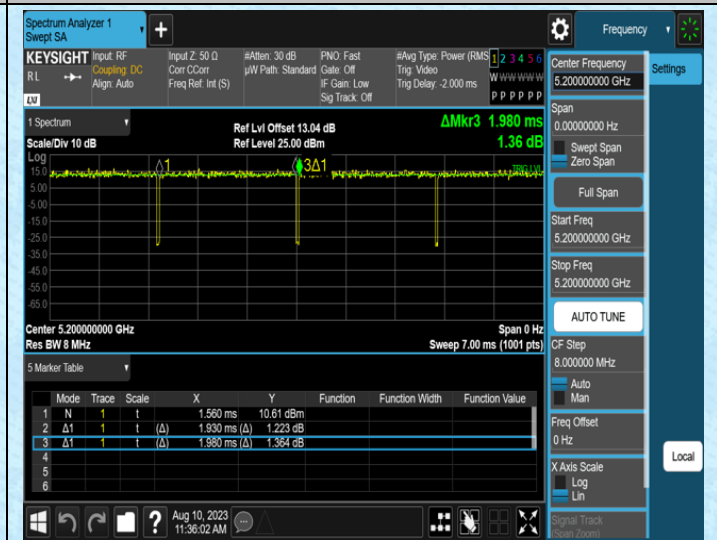 Spectrum Analyzer 1
Swept SA
+
Frequency
KEYSIGHT Input: RF Input Z: 50 Ω #Atten: 30 dB PNO: Fast #Avg Type: Power (RMS 1 2 3 4 5 6
RL Coupling: DC Corr CCorr µW Path: Standard Gate: Off Trig: Video W W W W W W
Align: Auto Freq Ref: Int (S) IF Gain: Low Trig Delay: -2.000 ms
LXI Sig Track: Off P P P P P P
Center Frequency
5.200000000 GHz
Settings
Span
0.00000000 Hz
Swept Span
Zero Span
Full Span
Start Freq
5.200000000 GHz
Stop Freq
5.200000000 GHz
AUTO TUNE
CF Step
8.000000 MHz
Auto
Man
Freq Offset
0 Hz
X Axis Scale
Log
Lin
Signal Track
(Span Zoom)
Local
1 Spectrum
Scale/Div 10 dB
Ref Lvl Offset 13.04 dB
Ref Level 25.00 dBm
ΔMkr3 1.980 ms
1.36 dB
Log
15.0
5.00
-5.00
-15.0
-25.0
-35.0
-45.0
-55.0
-65.0
1
3Δ1
TRIG LVL
Center 5.200000000 GHz Span 0 Hz
Res BW 8 MHz Sweep 7.00 ms (1001 pts)
5 Marker Table
Mode Trace Scale X Y Function Function Width Function Value
1 N 1 t 1.560 ms 10.61 dBm
2 Δ1 1 t (Δ) 1.930 ms (Δ) 1.223 dB
3 Δ1 1 t (Δ) 1.980 ms (Δ) 1.364 dB
4
5
6
?
Aug 10, 2023
11:36:02 AM